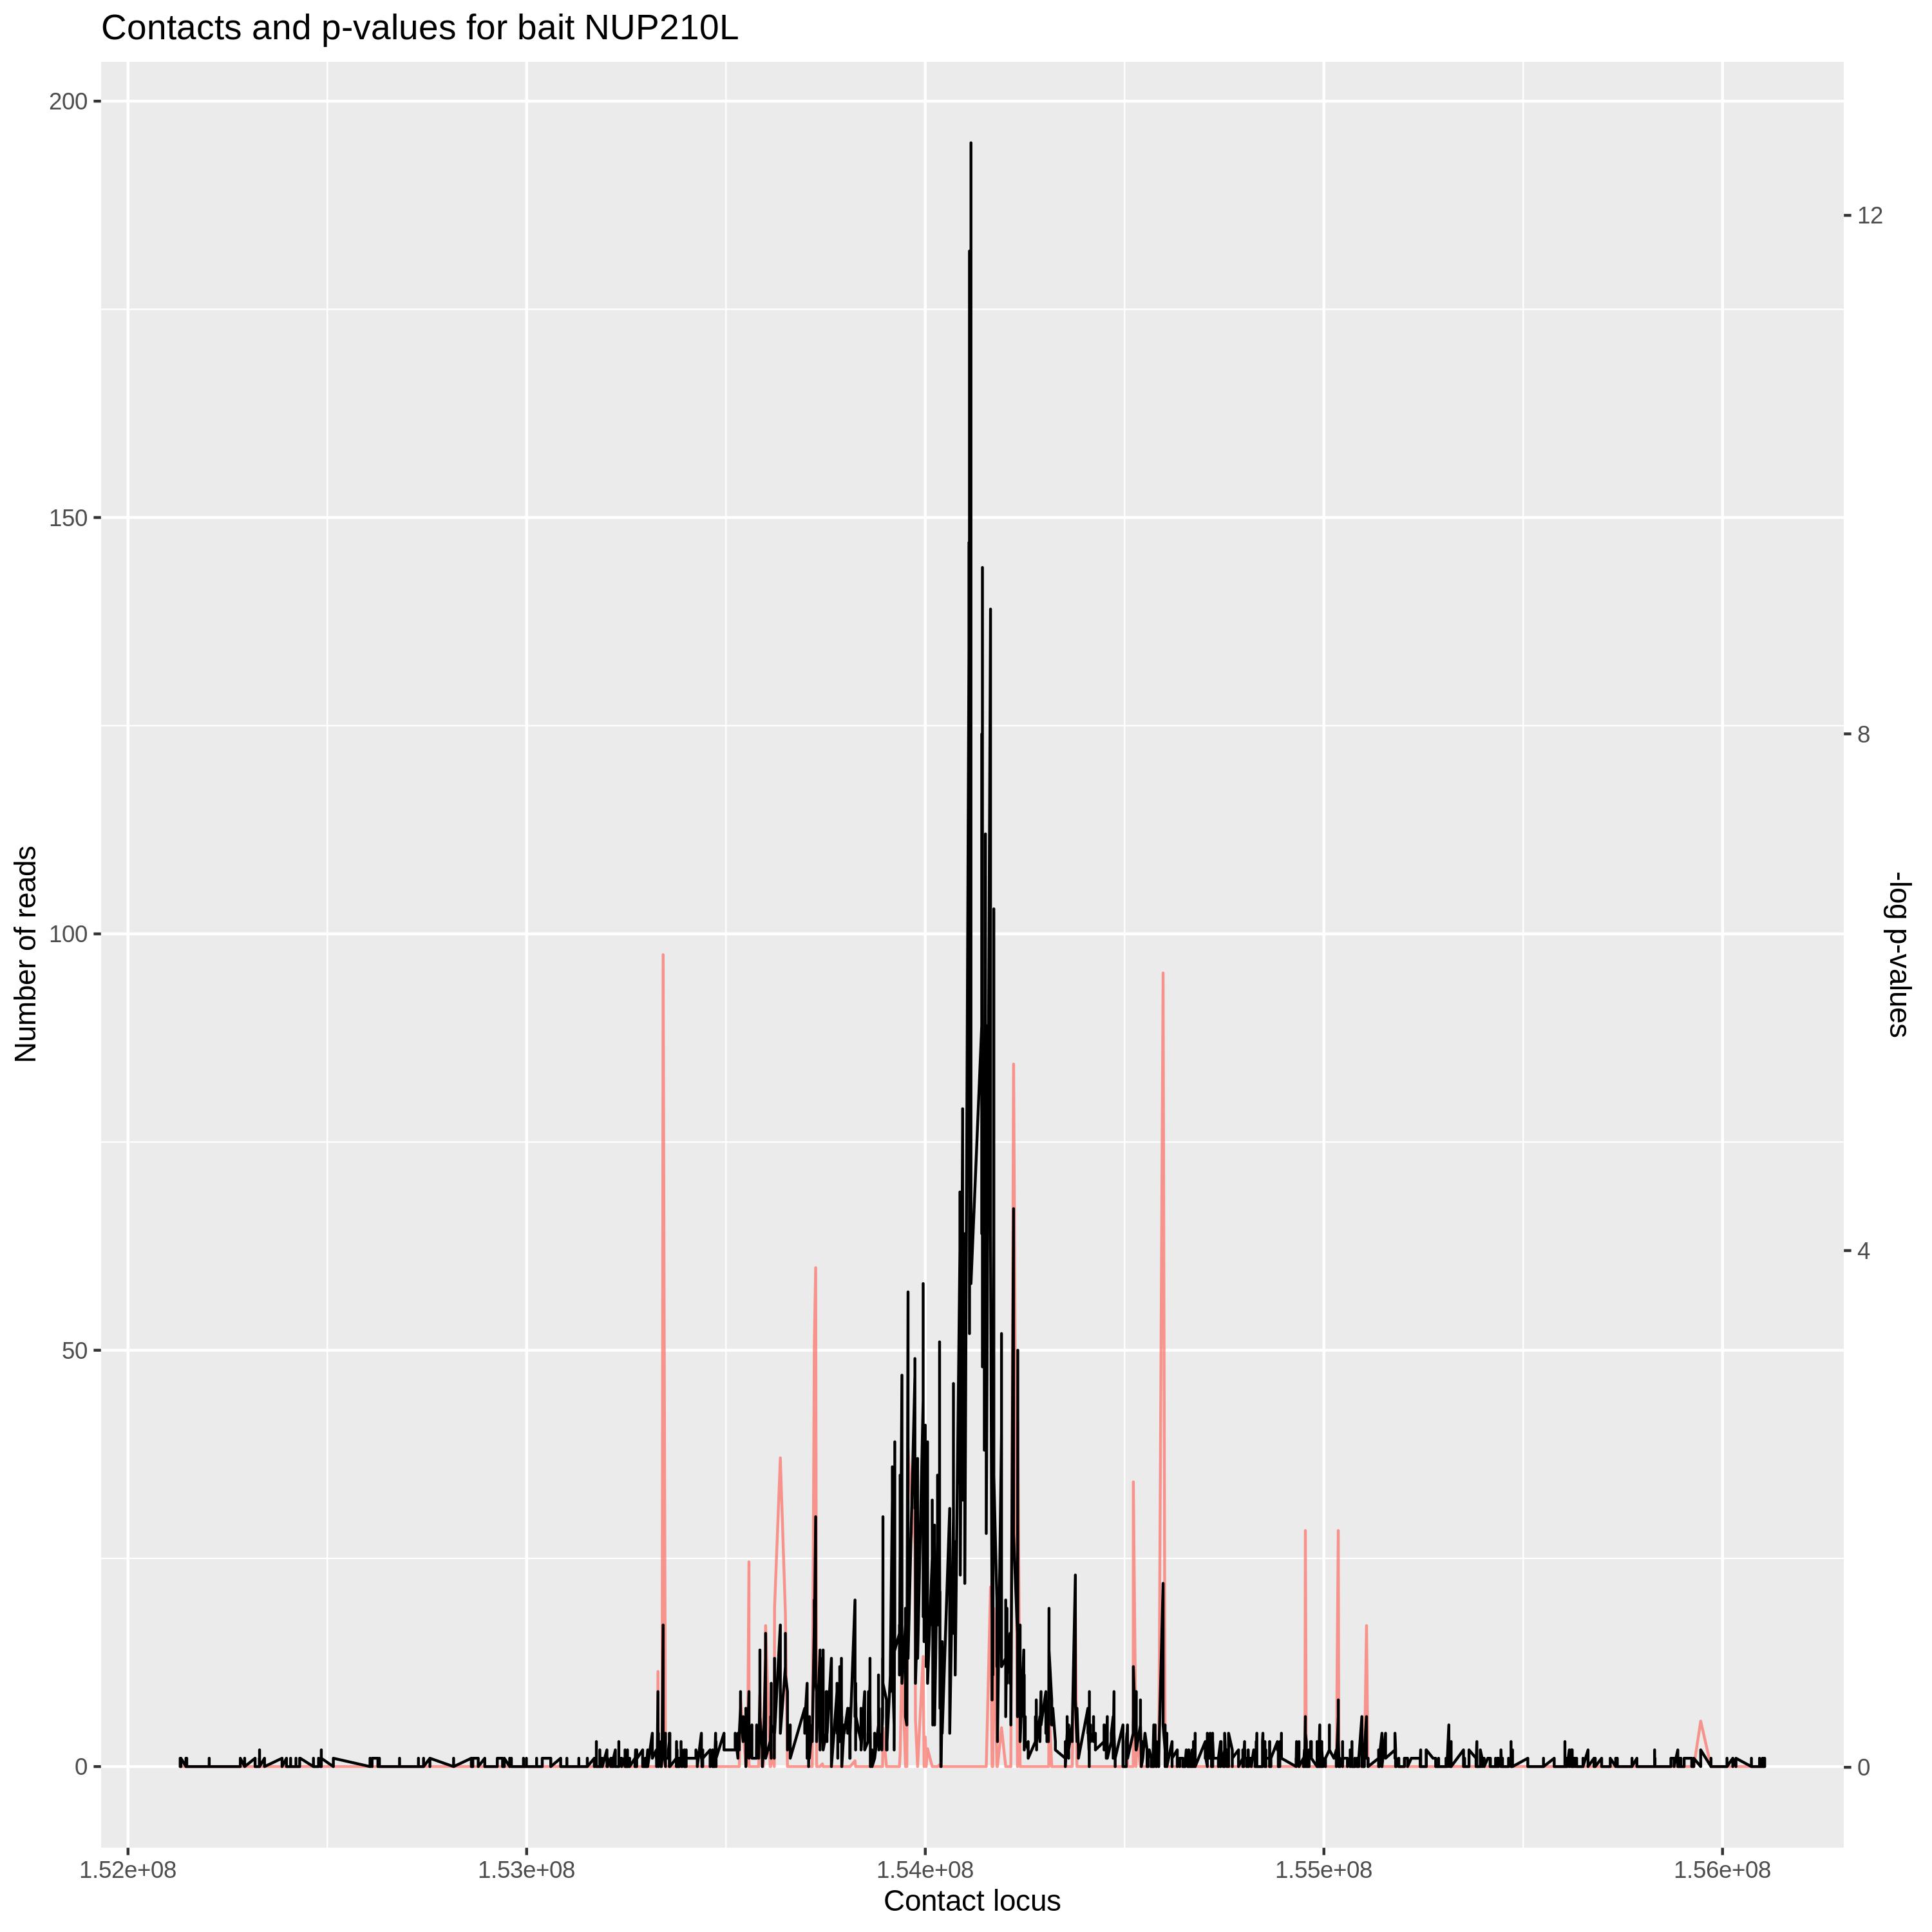 Contacts and p-values for bait NUP210L
200
150
100
50
0
12
8
4
0
Number of reads
-log p-values
1.52e+08
1.53e+08
1.54e+08
1.55e+08
1.56e+08
Contact locus